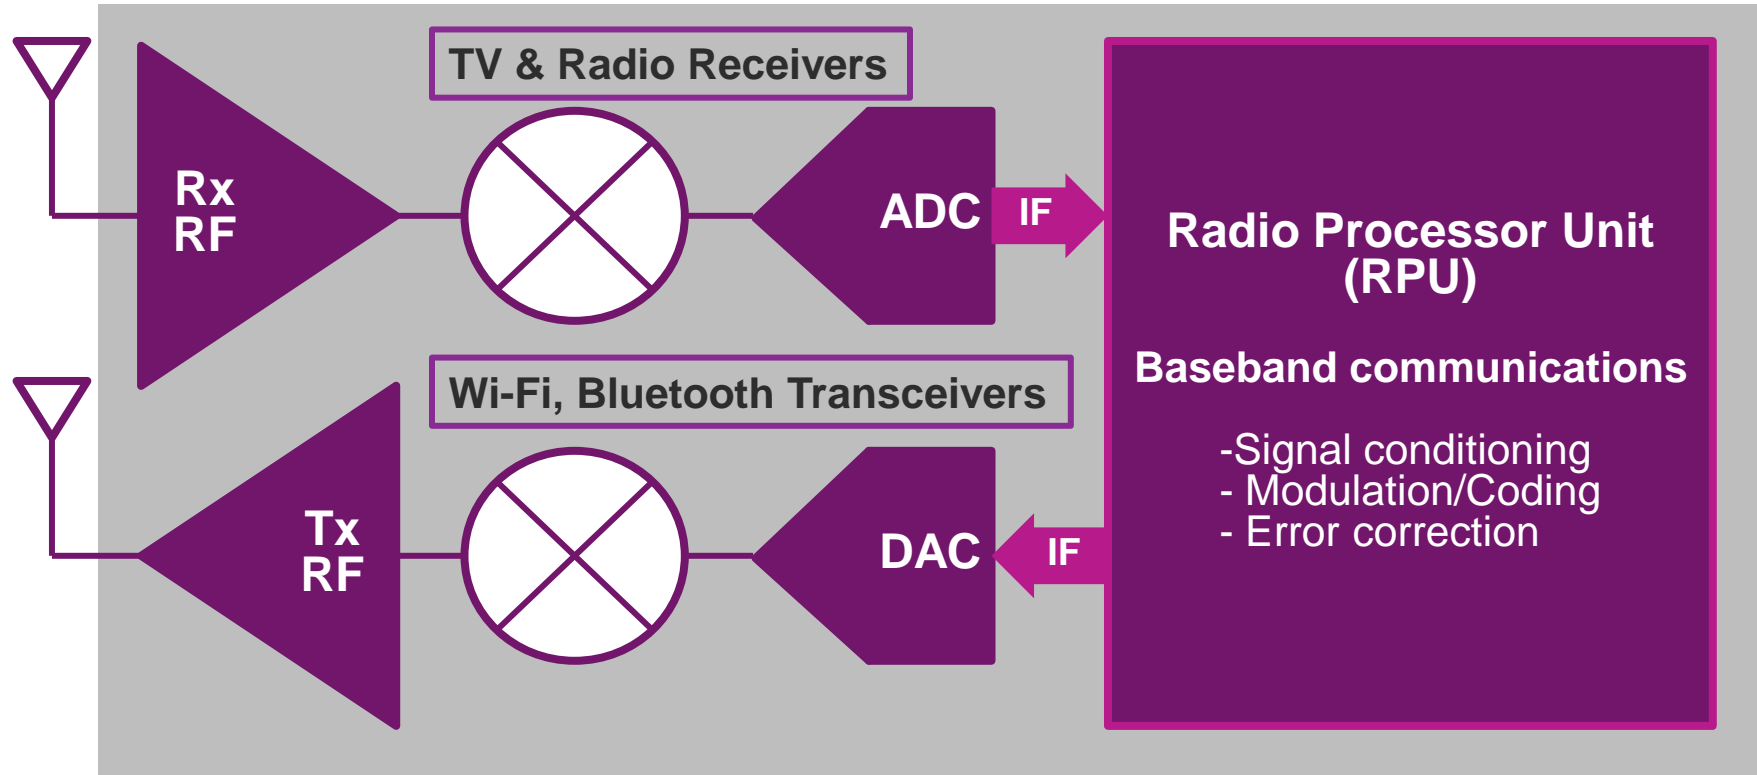 TV & Radio Receivers
Rx
RF
ADC
IF
Radio Processor Unit
(RPU)
Baseband communications
-Signal conditioning
- Modulation/Coding
- Error correction
Wi-Fi, Bluetooth Transceivers
Tx
RF
DAC
IF